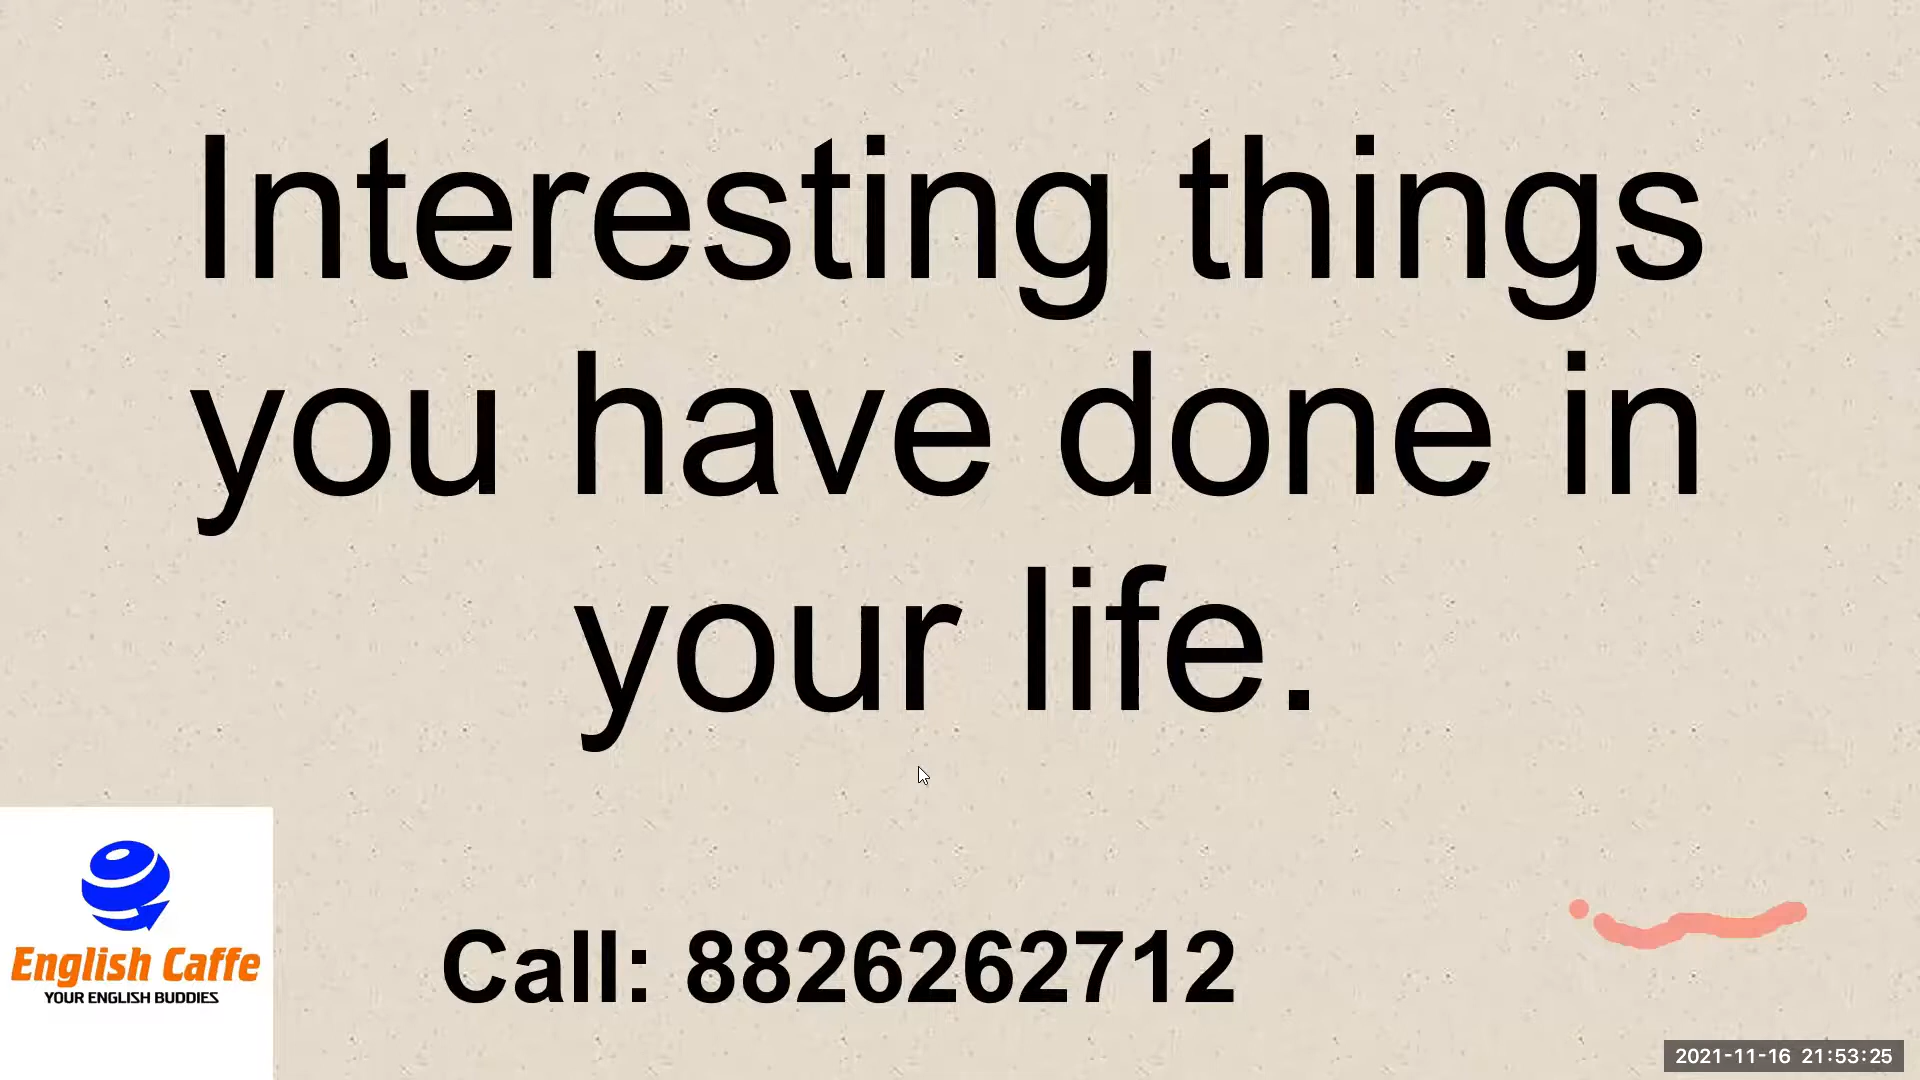 Interesting things
you have done in
your life.
English Caffe
YOUR ENGLISH BUDDIES
Call: 8826262712
2021-11-16 21:53:25